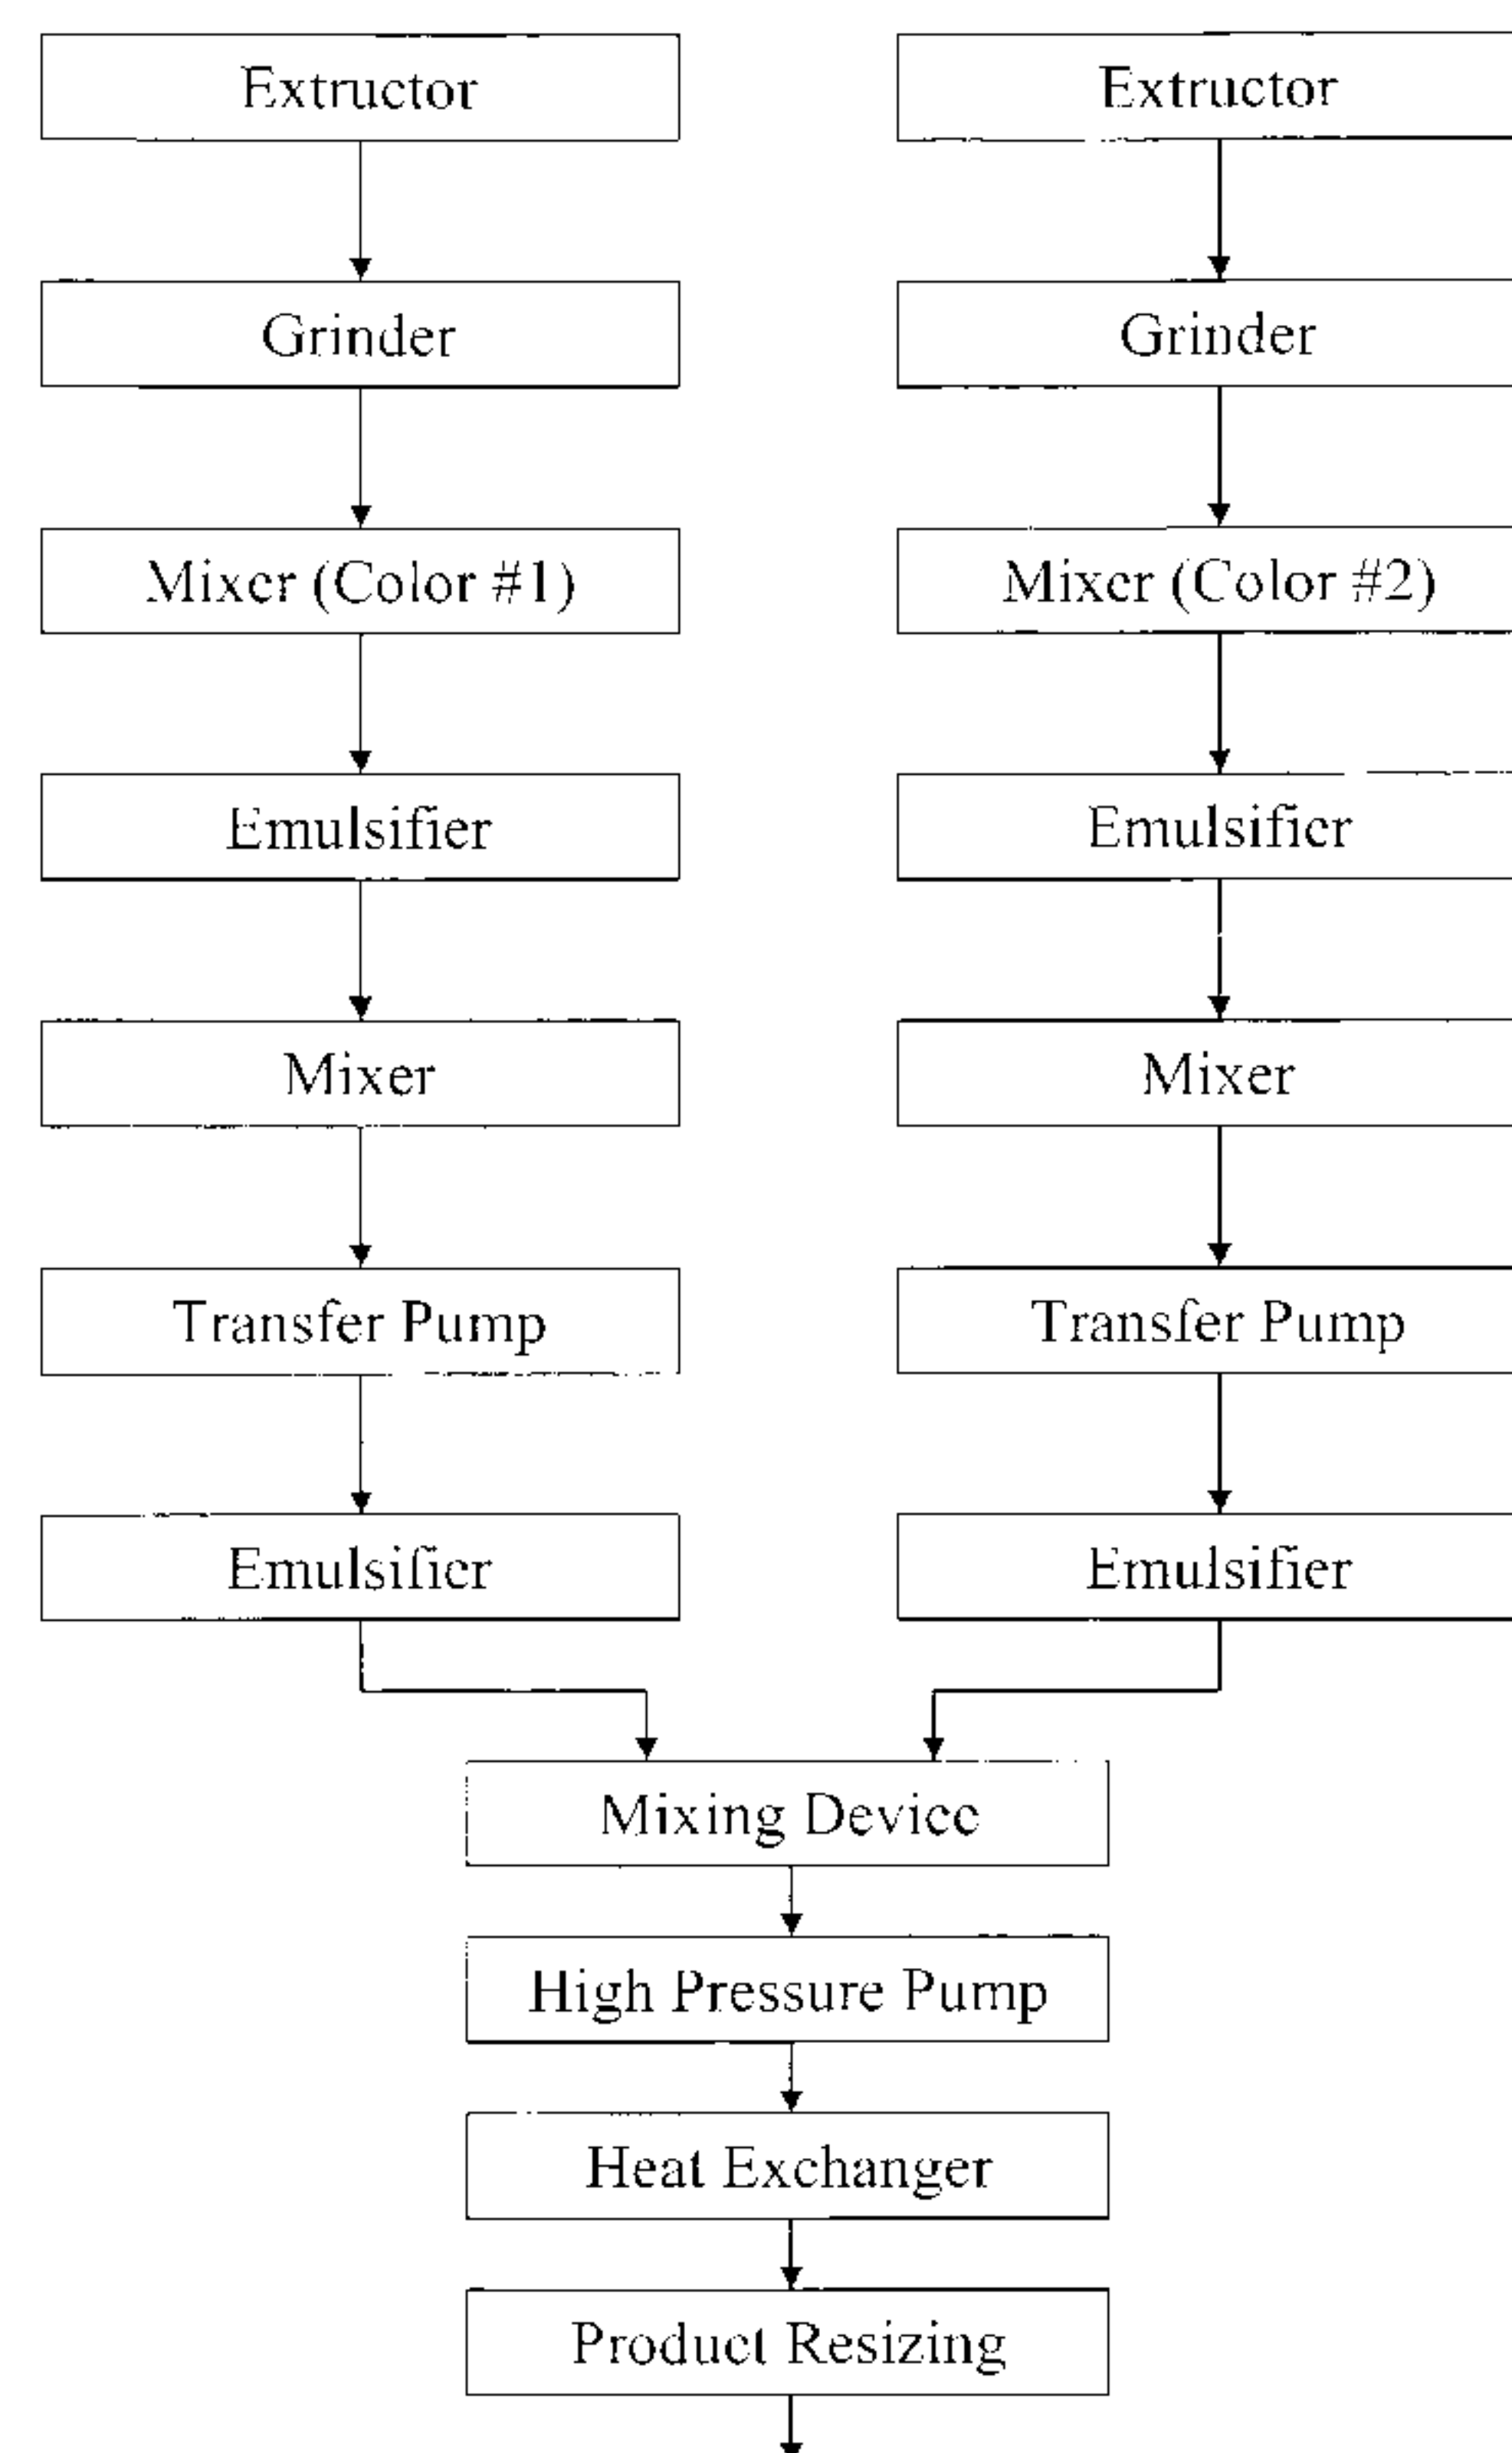 Extructor
Extructor
Grinder
Grinder
Mixer (Color #1)
Mixer (Color #2)
Emulsifier
Emulsifier
Mixer
Mixer
Transfer Pump
Transfer Pump
Emulsifier
Emulsifier
Mixing Device
High Pressure Pump
Heat Exchanger
Product Resizing